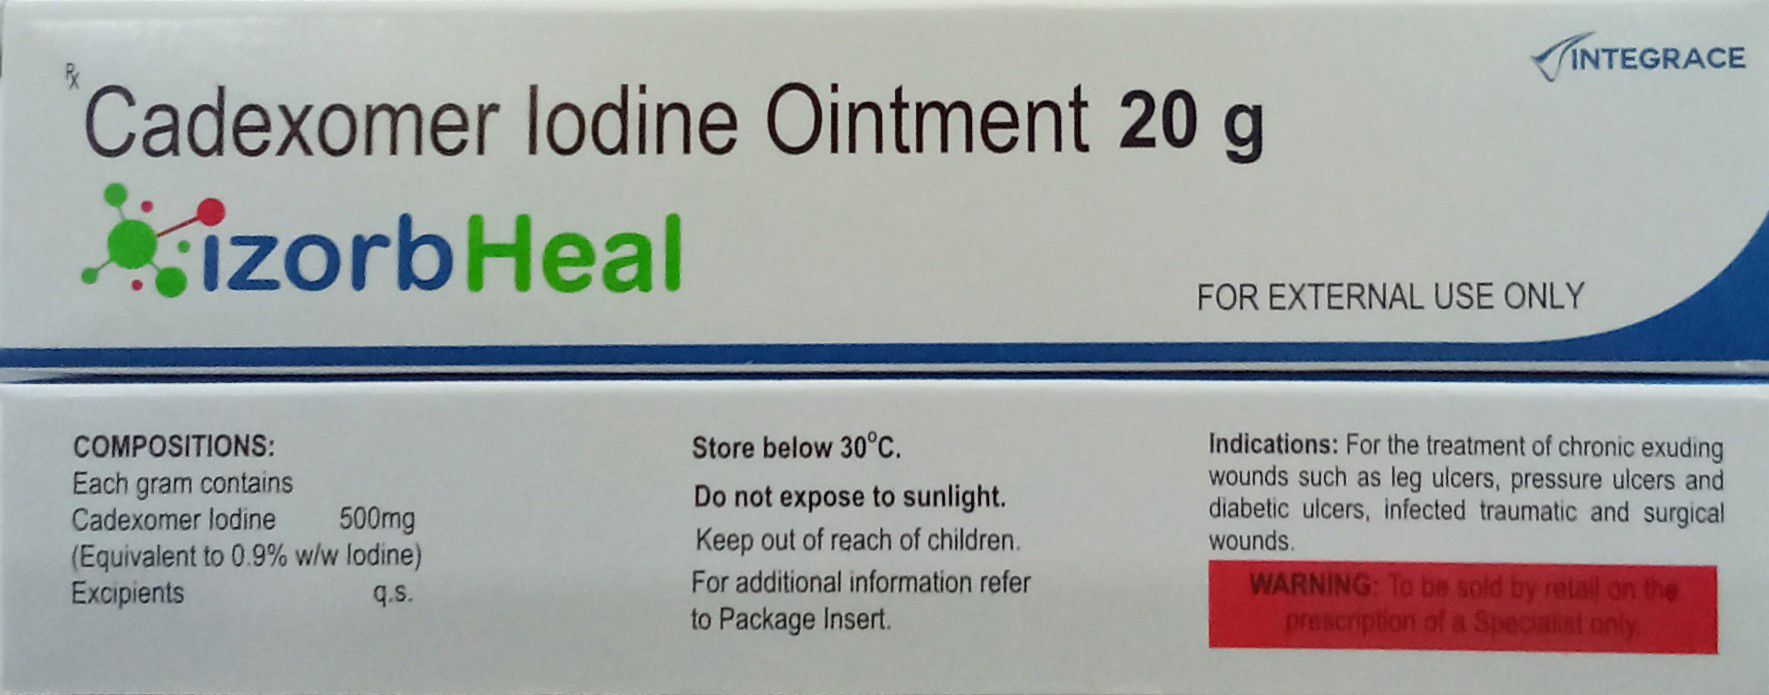 INTEGRACE
Rx
Cadexomer Iodine Ointment 20 g
izorbHeal
FOR EXTERNAL USE ONLY
COMPOSITIONS:
Each gram contains
Cadexomer Iodine 500mg
(Equivalent to 0.9% w/w Iodine)
Excipients q.s.
Store below 30°C.
Do not expose to sunlight.
Keep out of reach of children.
For additional information refer
to Package Insert.
Indications: For the treatment of chronic exuding
wounds such as leg ulcers, pressure ulcers and
diabetic ulcers, infected traumatic and surgical
wounds.
WARNING: To be sold by retail on the
prescription of a Specialist only.